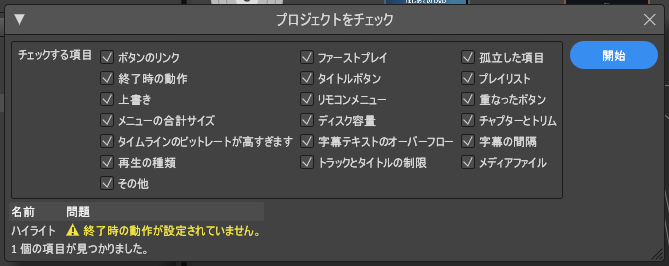 プロジェクトをチェック
チェックする項目
ボタンのリンク ファーストプレイ 孤立した項目
終了時の動作 タイトルボタン プレイリスト
上書き リモコンメニュー 重なったボタン
メニューの合計サイズ ディスク容量 チャプターとトリム
タイムラインのビットレートが高すぎます 字幕テキストのオーバーフロー 字幕の間隔
再生の種類 トラックとタイトルの制限 メディアファイル
その他
開始
名前 問題
ハイライト 終了時の動作が設定されていません。
1 個の項目が見つかりました。